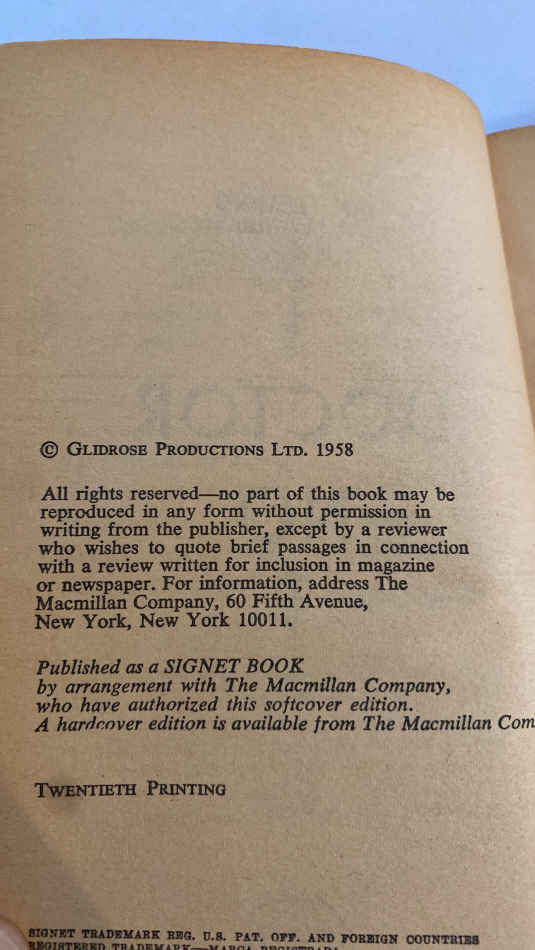 © GLIDROSE PRODUCTIONS LTD. 1958
All rights reserved—no part of this book may be
reproduced in any form without permission in
writing from the publisher, except by a reviewer
who wishes to quote brief passages in connection
with a review written for inclusion in magazine
or newspaper. For information, address The
Macmillan Company, 60 Fifth Avenue,
New York, New York 10011.
Published as a SIGNET BOOK
by arrangement with The Macmillan Company,
who have authorized this softcover edition.
A hardcover edition is available from The Macmillan Com
TWENTIETH PRINTING
SIGNET TRADEMARK REG. U.S. PAT. OFF. AND FOREIGN COUNTRIES
REGISTERED TRADEMARK—MARCA REGISTRADA